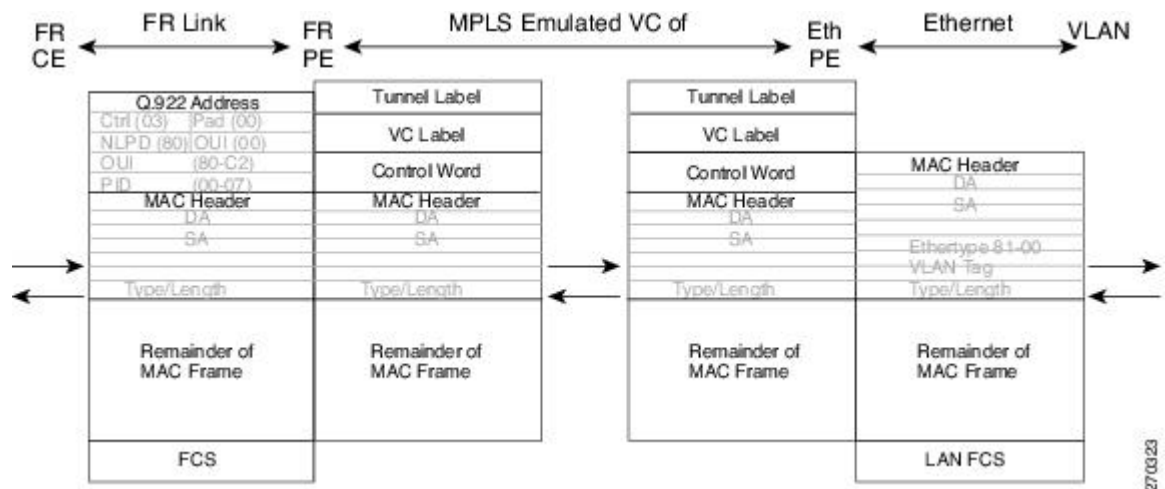 FR CE
FR Link
FR PE
MPLS Emulated VC of
Eth PE
Ethernet
VLAN
Q.922 Address
Ctrl (03) Pad (00)
NLPD (80) OUI (00)
OUI (80-C2)
PID (00-07)
MAC Header
DA
SA
Type/Length
Remainder of
MAC Frame
FCS
Tunnel Label
VC Label
Control Word
MAC Header
DA
SA
Type/Length
Remainder of
MAC Frame
Tunnel Label
VC Label
Control Word
MAC Header
DA
SA
Type/Length
Remainder of
MAC Frame
MAC Header
DA
SA
Ethertype 81-00
VLAN Tag
Type/Length
Remainder of
MAC Frame
LAN FCS
270323